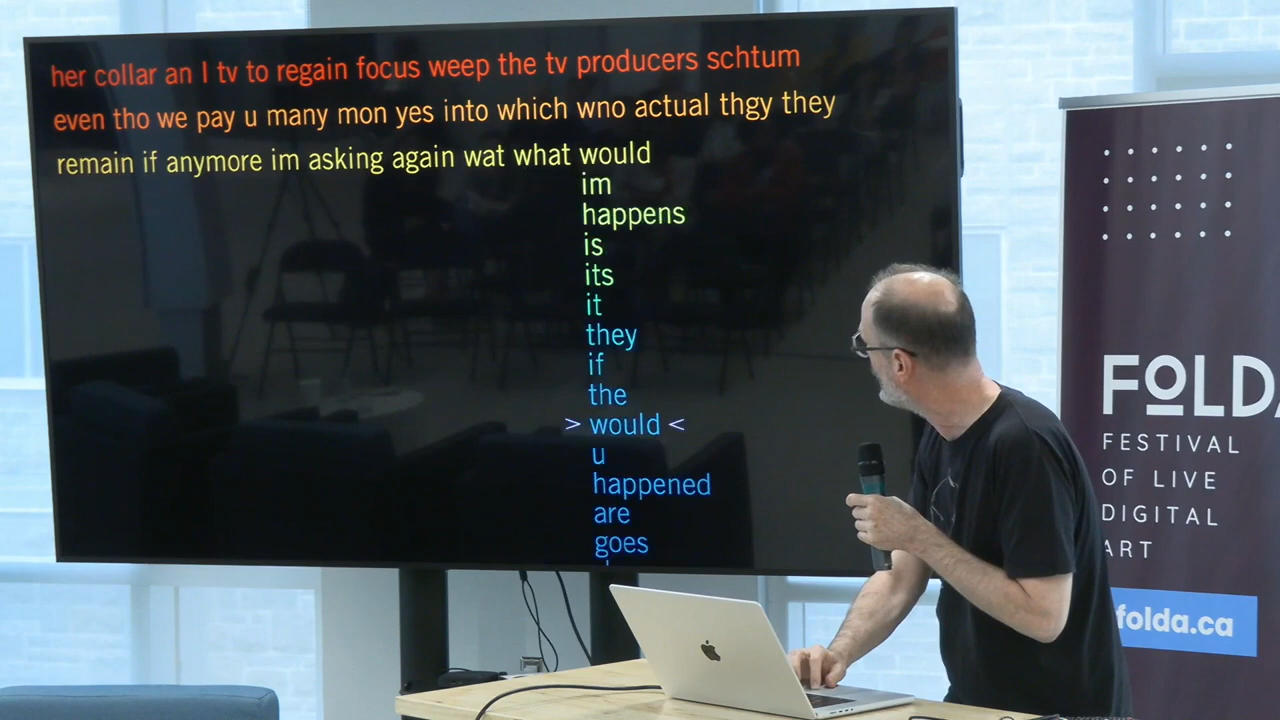 her collar an I tv to regain focus weep the tv producers schtum
even tho we pay u many mon yes into which wno actual thgy they
remain if anymore im asking again wat what would
im
happens
is
its
it
they
if
the
> would <
u
happened
are
goes
FOLDA
FESTIVAL
OF LIVE
DIGITAL
ART
folda.ca